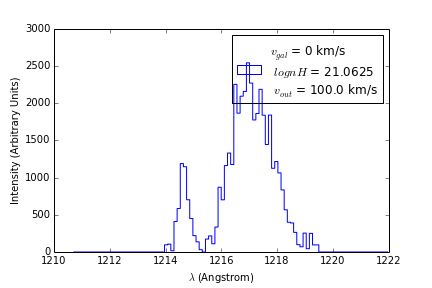 3000
2500
2000
1500
1000
500
0
Intensity (Arbitrary Units)
v_gal = 0 km/s
lognH = 21.0625
v_out = 100.0 km/s
1210 1212 1214 1216 1218 1220 1222
λ (Angstrom)